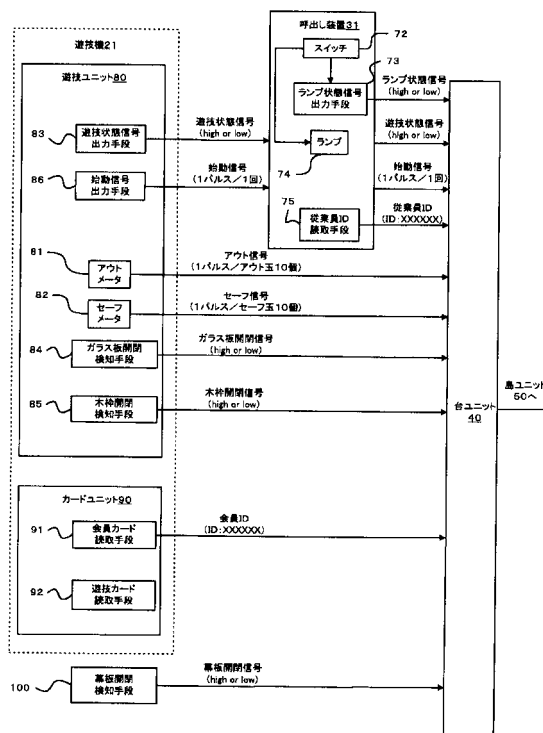 呼出し装置31
遊技機21
スイッチ
72
遊技ユニット80
73
ランプ状態信号
出力手段
ランプ状態信号
(high or low)
83
遊技状態信号
出力手段
遊技状態信号
(high or low)
ランプ
74
遊技状態信号
(high or low)
86
始動信号
出力手段
始動信号
(1パルス/1回)
始動信号
(1パルス/1回)
75
従業員ID
読取手段
従業員ID
(ID:XXXXXX)
81
アウト
メータ
アウト信号
(1パルス/アウト玉10個)
82
セーフ
メータ
セーフ信号
(1パルス/セーフ玉10個)
84
ガラス板開閉
検知手段
ガラス板開閉信号
(high or low)
85
木枠開閉
検知手段
木枠開閉信号
(high or low)
台ユニット
40
島ユニット
50へ
カードユニット90
91
会員カード
読取手段
会員ID
(ID:XXXXXX)
92
遊技カード
読取手段
100
幕板開閉
検知手段
幕板開閉信号
(high or low)